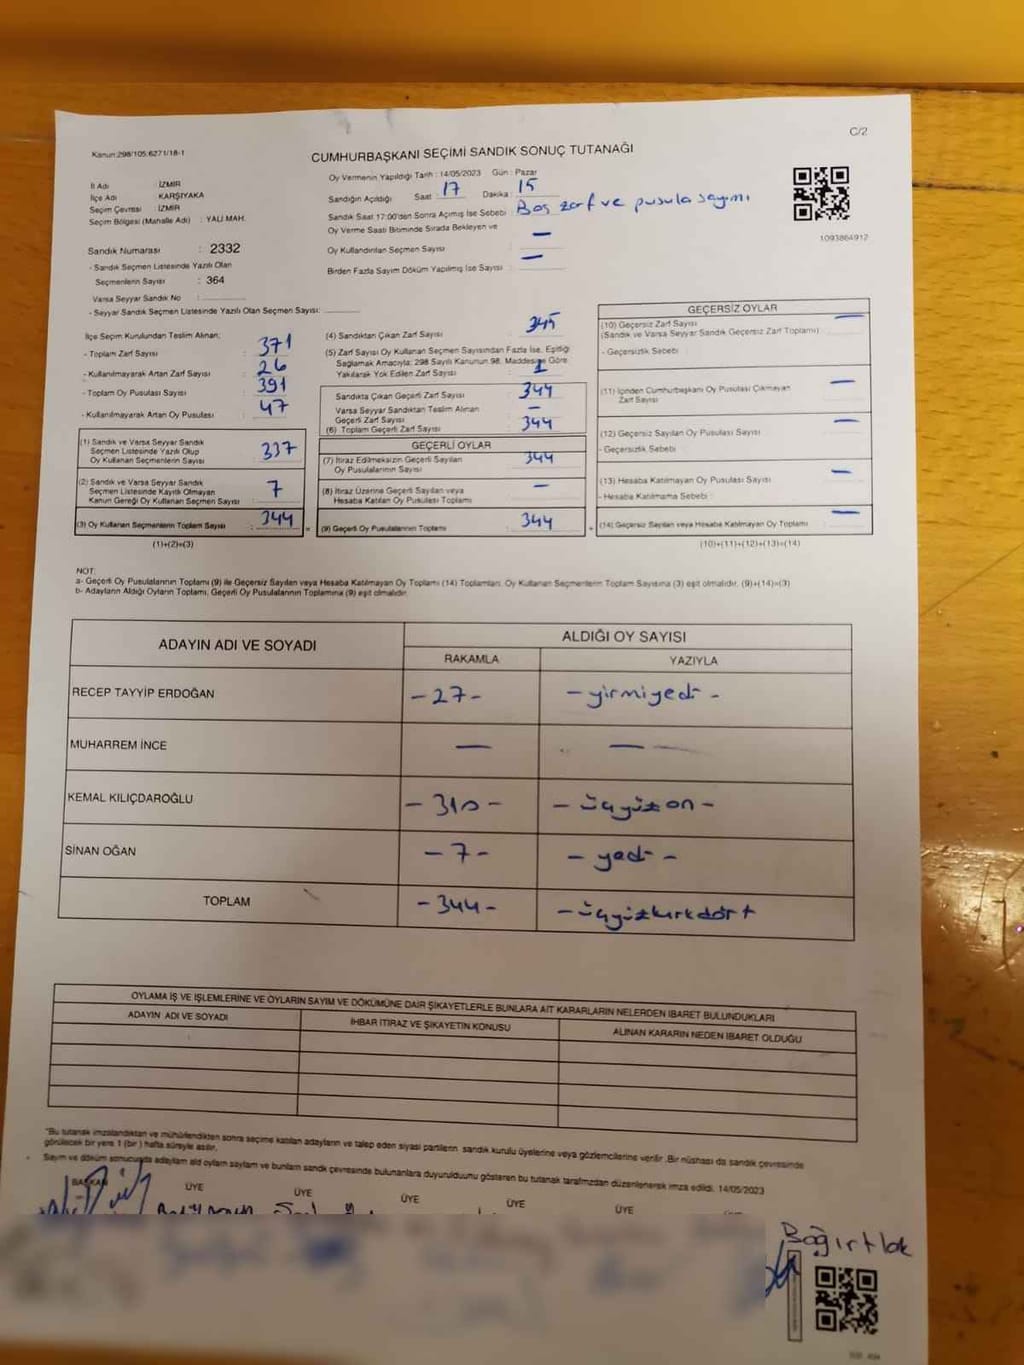 C/2
Kanun:298/105:6271/18-1
CUMHURBAŞKANI SEÇİMİ SANDIK SONUÇ TUTANAĞI
İl Adı İZMİR
İlçe Adı KARŞIYAKA
Seçim Çevresi İZMİR
Seçim Bölgesi (Mahalle Adı) : YALI MAH.
Oy Vermenin Yapıldığı Tarih : 14/05/2023 Gün : Pazar
Sandığın Açıldığı Saat 17 Dakika : 15
Sandık Saat 17:00'den Sonra Açılmış İse Sebebi Boş zarf ve pusula sayımı
Oy Verme Saati Bitiminde Sırada Bekleyen ve
Oy Kullandırılan Seçmen Sayısı : —
Birden Fazla Sayım Döküm Yapılmış İse Sayısı : —
1093864912
Sandık Numarası : 2332
- Sandık Seçmen Listesinde Yazılı Olan
Seçmenlerin Sayısı : 364
Varsa Seyyar Sandık No :
- Seyyar Sandık Seçmen Listesinde Yazılı Olan Seçmen Sayısı:
İlçe Seçim Kurulundan Teslim Alınan;
- Toplam Zarf Sayısı : 371
- Kullanılmayarak Artan Zarf Sayısı : 26
- Toplam Oy Pusulası Sayısı : 391
- Kullanılmayarak Artan Oy Pusulası : 47
(1) Sandık ve Varsa Seyyar Sandık
Seçmen Listesinde Yazılı Olup
Oy Kullanan Seçmenlerin Sayısı : 337
(2) Sandık ve Varsa Seyyar Sandık
Seçmen Listesinde Kayıtlı Olmayan
Kanun Gereği Oy Kullanan Seçmen Sayısı : 7
(3) Oy Kullanan Seçmenlerin Toplam Sayısı : 344
(1)+(2)=(3)
(4) Sandıktan Çıkan Zarf Sayısı : 345
(5) Zarf Sayısı Oy Kullanan Seçmen Sayısından Fazla İse, Eşitliği
Sağlamak Amacıyla; 298 Sayılı Kanunun 98. Maddesine Göre
Yakılarak Yok Edilen Zarf Sayısı : 1
Sandıkta Çıkan Geçerli Zarf Sayısı : 344
Varsa Seyyar Sandıktan Teslim Alınan
Geçerli Zarf Sayısı : —
(6) Toplam Geçerli Zarf Sayısı : 344
GEÇERLİ OYLAR
(7) İtiraz Edilmeksizin Geçerli Sayılan
Oy Pusulalarının Sayısı : 344
(8) İtiraz Üzerine Geçerli Sayılan veya
Hesaba Katılan Oy Pusulası Toplamı : —
(9) Geçerli Oy Pusulalarının Toplamı : 344
GEÇERSİZ OYLAR
(10) Geçersiz Zarf Sayısı —
(Sandık ve Varsa Seyyar Sandık Geçersiz Zarf Toplamı)
- Geçersizlik Sebebi
(11) İçinden Cumhurbaşkanı Oy Pusulası Çıkmayan —
Zarf Sayısı
(12) Geçersiz Sayılan Oy Pusulası Sayısı —
- Geçersizlik Sebebi
(13) Hesaba Katılmayan Oy Pusulası Sayısı —
- Hesaba Katılmama Sebebi :
(14) Geçersiz Sayılan veya Hesaba Katılmayan Oy Toplamı —
(10)+(11)+(12)+(13)=(14)
NOT:
a- Geçerli Oy Pusulalarının Toplamı (9) ile Geçersiz Sayılan veya Hesaba Katılmayan Oy Toplamı (14) Toplamları, Oy Kullanan Seçmenlerin Toplam Sayısına (3) eşit olmalıdır. (9)+(14)=(3)
b- Adayların Aldığı Oyların Toplamı, Geçerli Oy Pusulalarının Toplamına (9) eşit olmalıdır.
ADAYIN ADI VE SOYADI
ALDIĞI OY SAYISI
RAKAMLA YAZIYLA
RECEP TAYYİP ERDOĞAN -27- -yirmiyedi-
MUHARREM İNCE — —
KEMAL KILIÇDAROĞLU -310- -üçyüzon-
SİNAN OĞAN -7- -yedi-
TOPLAM -344- -üçyüzkırkdört
OYLAMA İŞ VE İŞLEMLERİNE VE OYLARIN SAYIM VE DÖKÜMÜNE DAİR ŞİKAYETLERLE BUNLARA AİT KARARLARIN NELERDEN İBARET BULUNDUKLARI
ADAYIN ADI VE SOYADI İHBAR İTİRAZ VE ŞİKAYETİN KONUSU ALINAN KARARIN NEDEN İBARET OLDUĞU
*Bu tutanak imzalandıktan ve mühürlendikten sonra seçime katılan adayların ve talep eden siyasi partilerin sandık kurulu üyelerine veya gözlemcilerine verilir. Bir nüshası da sandık çevresinde
görülecek bir yere 1 (bir) hafta süreyle asılır.
Sayım ve döküm sonucunda adayların aldığı oyların sayıları ve bunların sandık çevresinde bulunanlara duyurulduğunu gösteren bu tutanak tarafımızdan düzenlenerek imza edildi. 14/05/2023
BAŞKAN ÜYE ÜYE ÜYE ÜYE ÜYE ÜYE
Bağırtlak